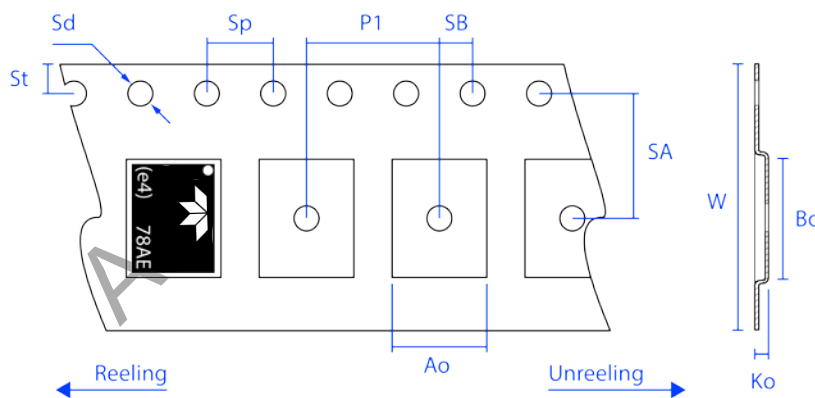 Sd
Sp
P1
SB
St
SA
W
Bo
(e4)
78AE
A
Ao
Ko
Reeling
Unreeling